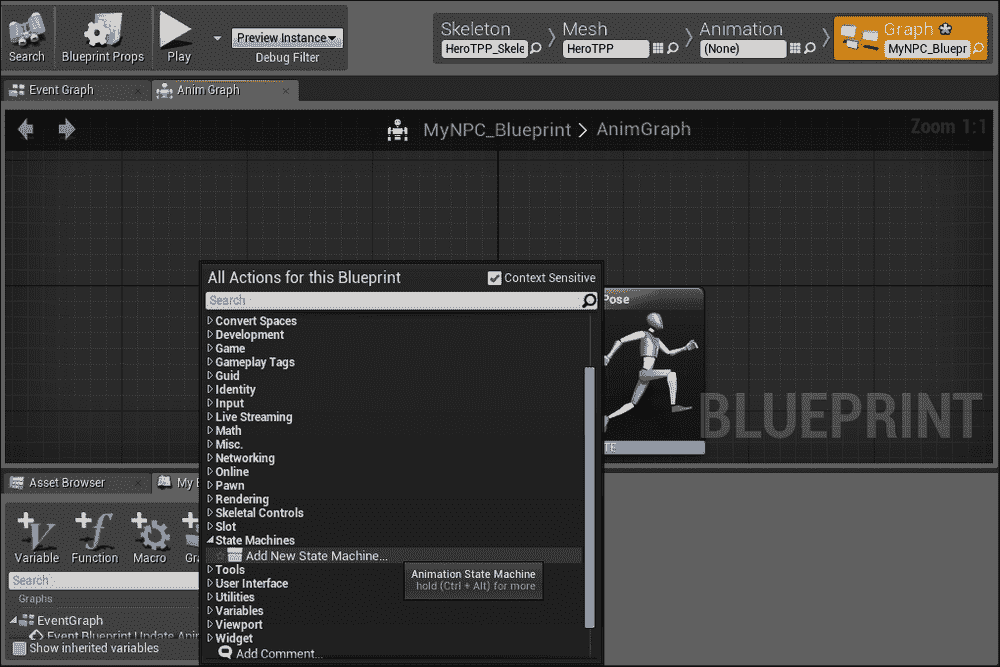 Skeleton
Mesh
Animation
Graph
HeroTPP_Skele
HeroTPP
(None)
MyNPC_Bluepr
Preview Instance
Search
Blueprint Props
Play
Debug Filter
Event Graph
Anim Graph
MyNPC_Blueprint > AnimGraph
Zoom 1:1
All Actions for this Blueprint
Context Sensitive
Search
Pose
Convert Spaces
Development
Game
Gameplay Tags
Guid
Identity
Input
Live Streaming
Math
Misc.
Networking
Online
Pawn
Rendering
Skeletal Controls
Slot
State Machines
Add New State Machine...
Tools
User Interface
Utilities
Variables
Viewport
Widget
Add Comment...
Animation State Machine
hold (Ctrl + Alt) for more
BLUEPRINT
Asset Browser
My B
Variable
Function
Macro
Gra
Search
Graphs
EventGraph
Event Blueprint Update Anim
Show inherited variables